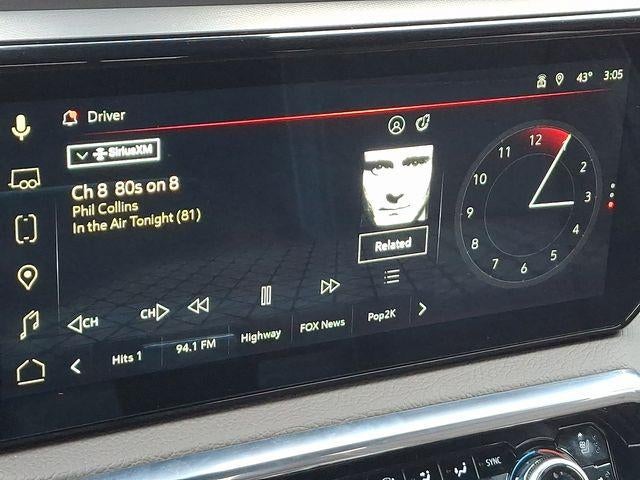 43° 3:05
Driver
SiriusXM
Ch 8 80s on 8
Phil Collins
In the Air Tonight (81)
Related
12
2
3
4
5
6
7
8
9
10
11
CH
CH
Hits 1
94.1 FM
Highway
FOX News
Pop2K
SYNC